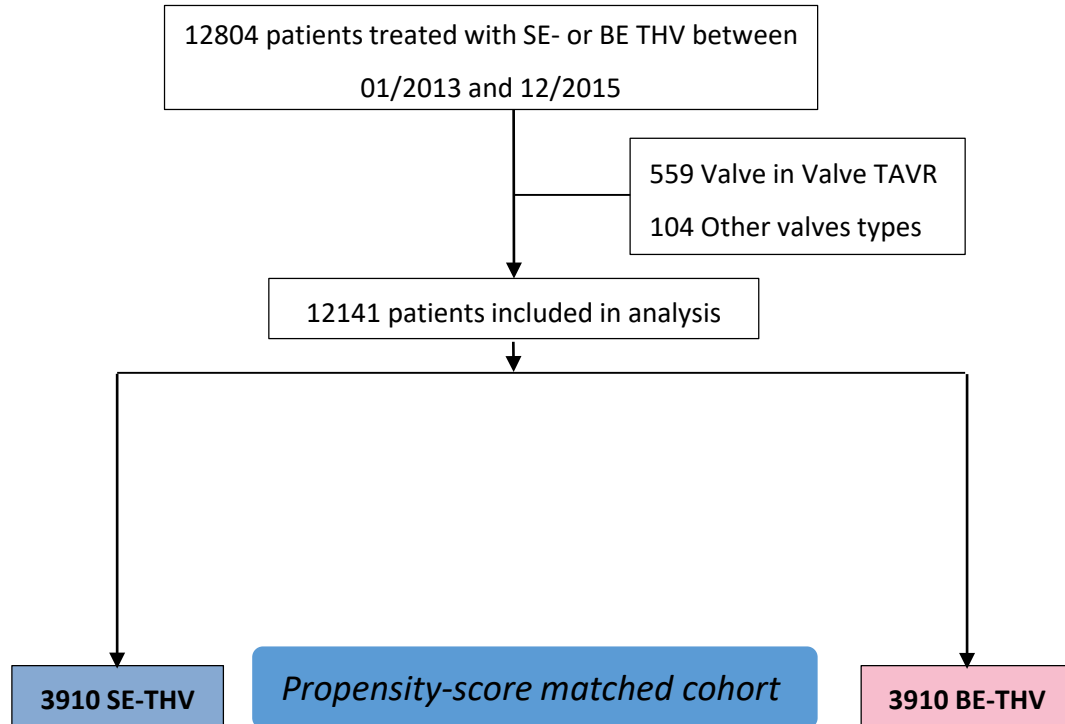 12804 patients treated with SE- or BE THV between
01/2013 and 12/2015
559 Valve in Valve TAVR
104 Other valves types
12141 patients included in analysis
3910 SE-THV
Propensity-score matched cohort
3910 BE-THV